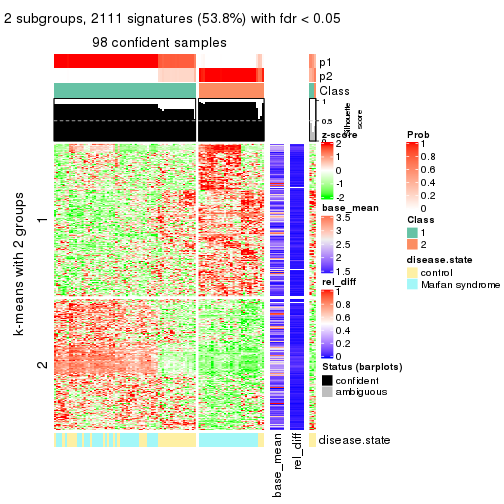 2 subgroups, 2111 signatures (53.8%) with fdr < 0.05
98 confident samples
p1
p2
Class
1
0.5
0
Silhouette
score
k-means with 2 groups
1
2
base_mean
rel_diff
disease.state
z-score
2
1
0
-1
-2
base_mean
3.5
3
2.5
2
1.5
rel_diff
1
0.8
0.6
0.4
0.2
0
Status (barplots)
confident
ambiguous
Prob
1
0.8
0.6
0.4
0.2
0
Class
1
2
disease.state
control
Marfan syndrome